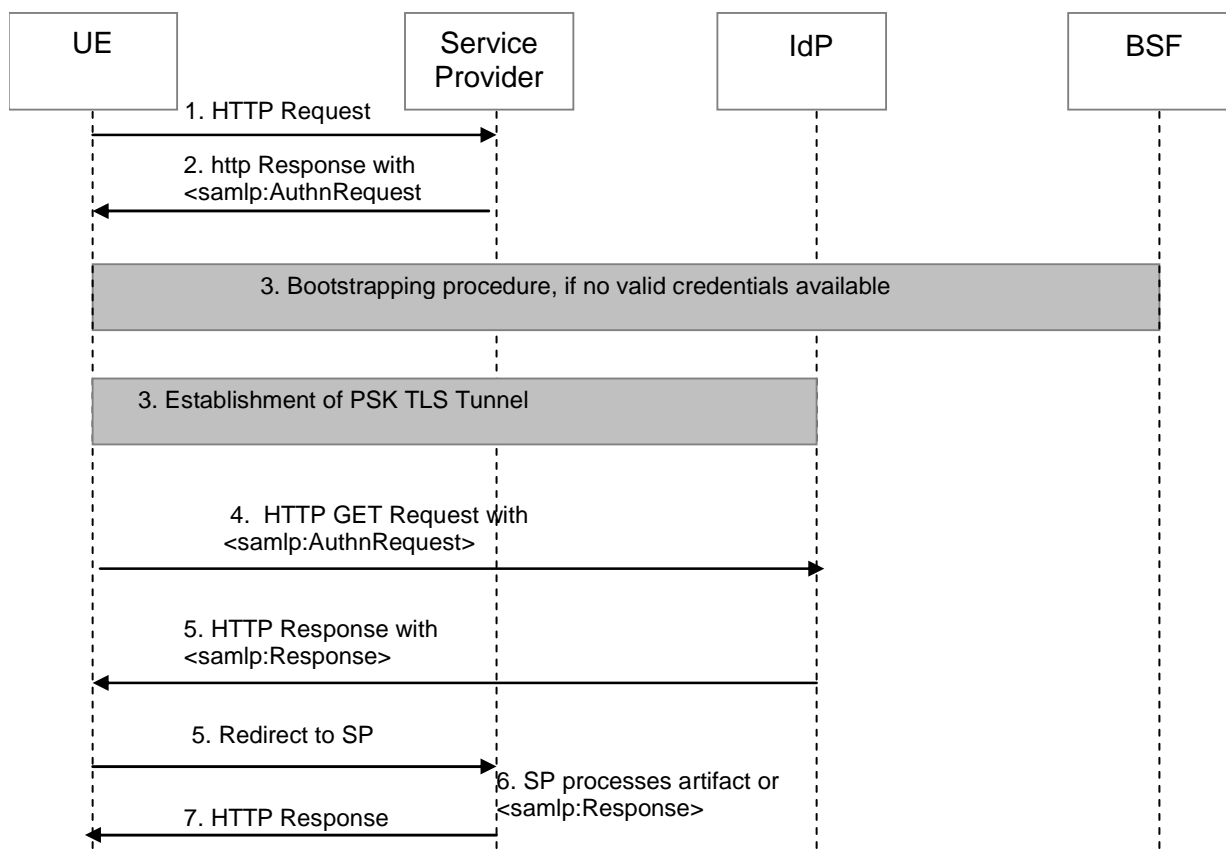 UE
Service
Provider
IdP
BSF
1. HTTP Request
2. http Response with
<samlp:AuthnRequest
3. Bootstrapping procedure, if no valid credentials available
3. Establishment of PSK TLS Tunnel
4. HTTP GET Request with
<samlp:AuthnRequest>
5. HTTP Response with
<samlp:Response>
5. Redirect to SP
6. SP processes artifact or
<samlp:Response>
7. HTTP Response